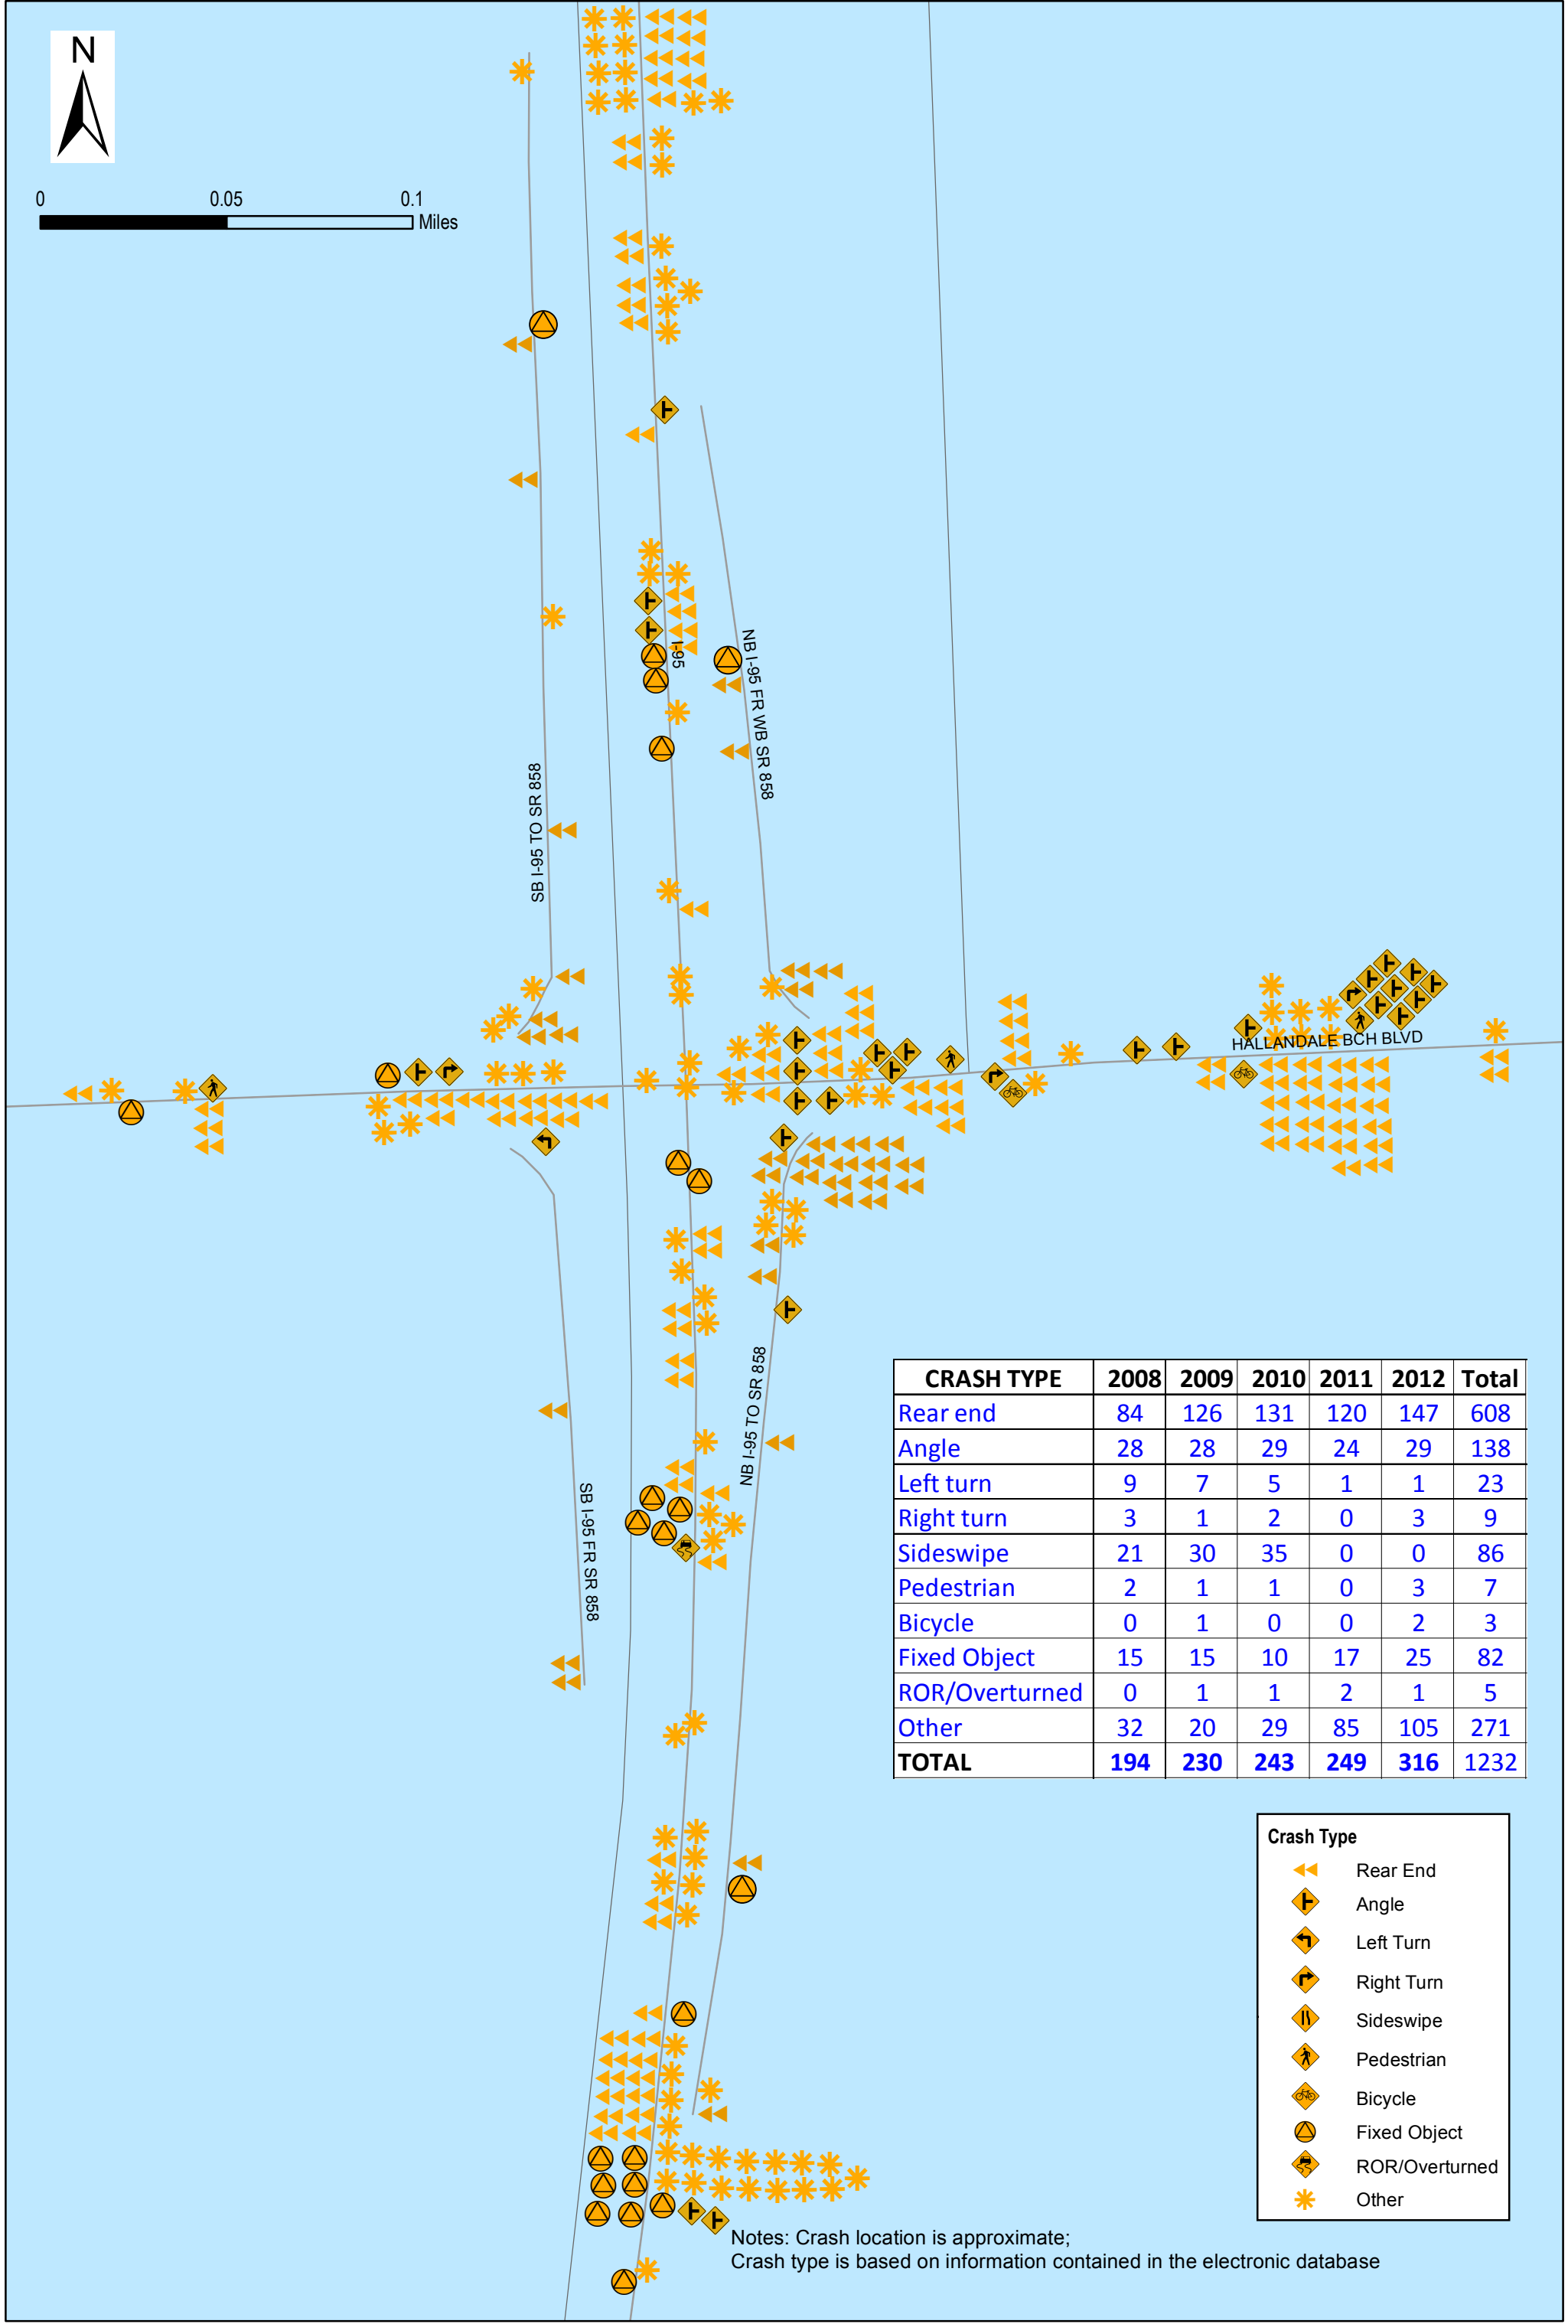 N
0 0.05 0.1
Miles
I-95
NB I-95 FR WB SR 858
SB I-95 TO SR 858
HALLANDALE BCH BLVD
NB I-95 TO SR 858
SB I-95 FR SR 858
CRASH TYPE 2008 2009 2010 2011 2012 Total
Rear end 84 126 131 120 147 608
Angle 28 28 29 24 29 138
Left turn 9 7 5 1 1 23
Right turn 3 1 2 0 3 9
Sideswipe 21 30 35 0 0 86
Pedestrian 2 1 1 0 3 7
Bicycle 0 1 0 0 2 3
Fixed Object 15 15 10 17 25 82
ROR/Overturned 0 1 1 2 1 5
Other 32 20 29 85 105 271
TOTAL 194 230 243 249 316 1232
Crash Type
Rear End
Angle
Left Turn
Right Turn
Sideswipe
Pedestrian
Bicycle
Fixed Object
ROR/Overturned
Other
Notes: Crash location is approximate;
Crash type is based on information contained in the electronic database